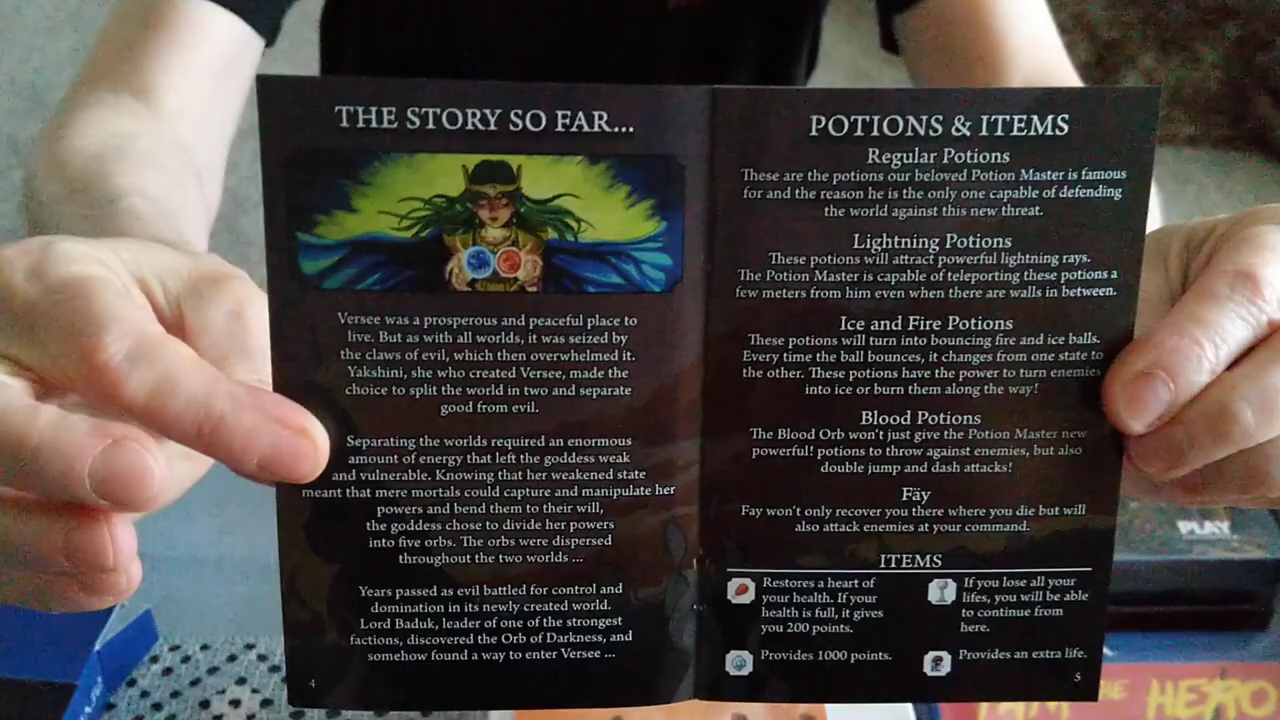 THE STORY SO FAR...
Versee was a prosperous and peaceful place to
live. But as with all worlds, it was seized by
the claws of evil, which then overwhelmed it.
Yakshini, she who created Versee, made the
choice to split the world in two and separate
good from evil.
Separating the worlds required an enormous
amount of energy that left the goddess weak
and vulnerable. Knowing that her weakened state
meant that mere mortals could capture and manipulate her
powers and bend them to their will,
the goddess chose to divide her powers
into five orbs. The orbs were dispersed
throughout the two worlds ...
Years passed as evil battled for control and
domination in its newly created world.
Lord Baduk, leader of one of the strongest
factions, discovered the Orb of Darkness, and
somehow found a way to enter Versee ...
4
POTIONS & ITEMS
Regular Potions
These are the potions our beloved Potion Master is famous
for and the reason he is the only one capable of defending
the world against this new threat.
Lightning Potions
These potions will attract powerful lightning rays.
The Potion Master is capable of teleporting these potions a
few meters from him even when there are walls in between.
Ice and Fire Potions
These potions will turn into bouncing fire and ice balls.
Every time the ball bounces, it changes from one state to
the other. These potions have the power to turn enemies
into ice or burn them along the way!
Blood Potions
The Blood Orb won't just give the Potion Master new
powerful! potions to throw against enemies, but also
double jump and dash attacks!
Fäy
Fay won't only recover you there where you die but will
also attack enemies at your command.
ITEMS
Restores a heart of
your health. If your
health is full, it gives
you 200 points.
If you lose all your
lifes, you will be able
to continue from
here.
Provides 1000 points.
Provides an extra life.
5
PLAY
THE HERO